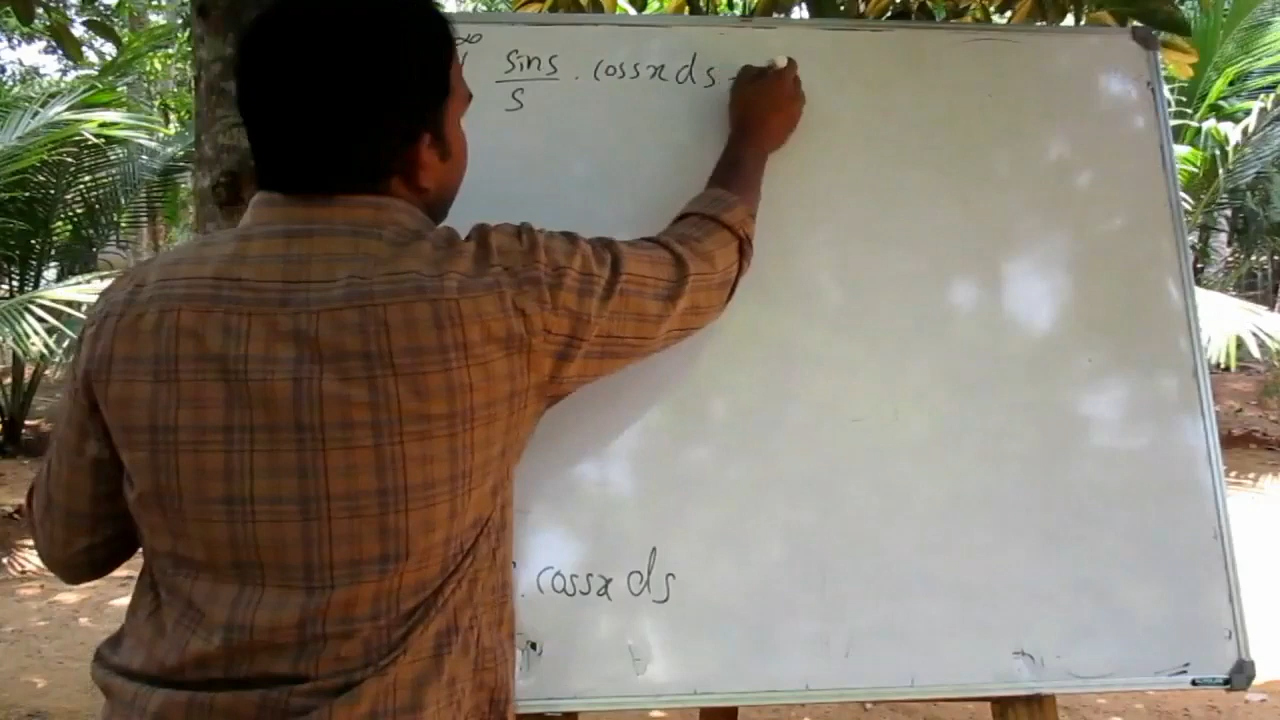 ∞ sins/s . cossx ds
. cossx ds